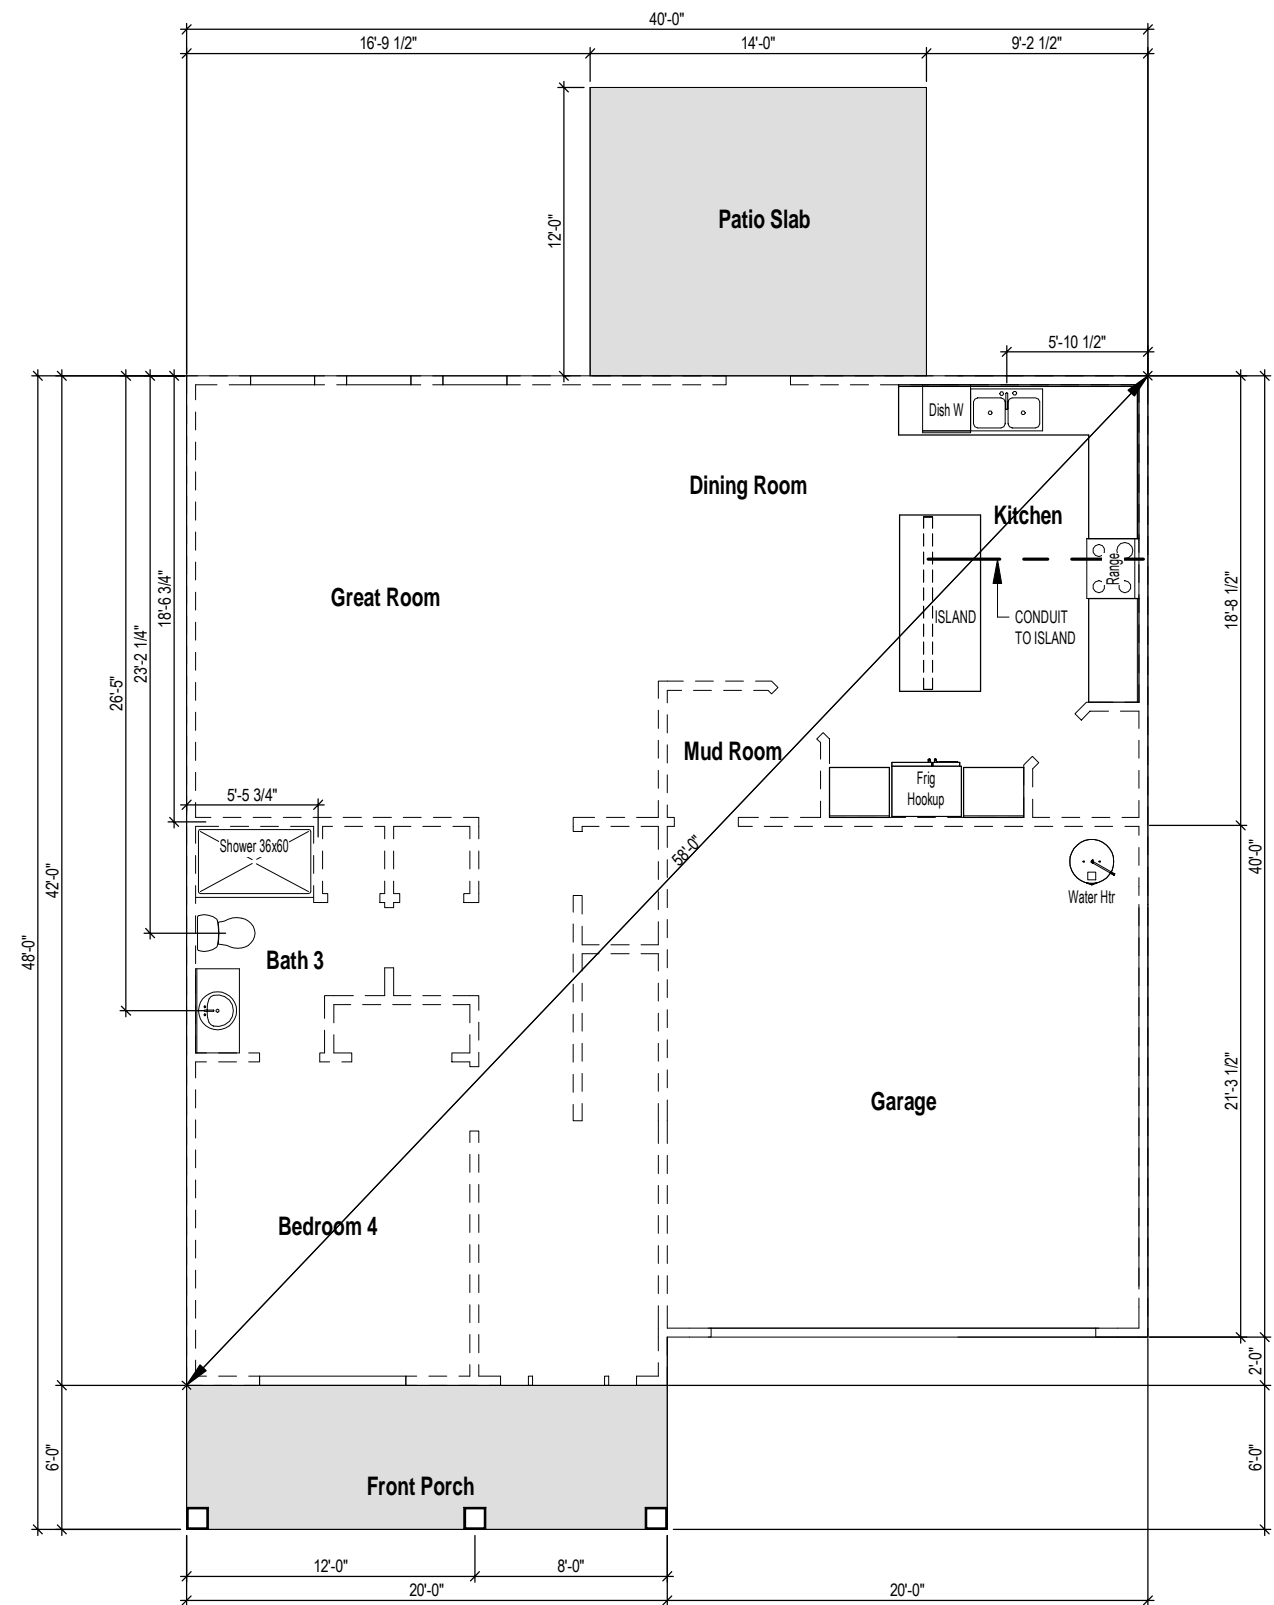 40'-0"
16'-9 1/2"
14'-0"
9'-2 1/2"
12'-0"
Patio Slab
5'-10 1/2"
Dish W
Dining Room
Kitchen
Range
Great Room
ISLAND
CONDUIT
TO ISLAND
18'-6 3/4"
23'-2 1/4"
26'-5"
18'-8 1/2"
Mud Room
Frig
Hookup
5'-5 3/4"
Shower 36x60
58'-0"
Water Htr
42'-0"
48'-0"
40'-0"
Bath 3
Garage
21'-3 1/2"
Bedroom 4
2'-0"
6'-0"
6'-0"
Front Porch
12'-0"
8'-0"
20'-0"
20'-0"